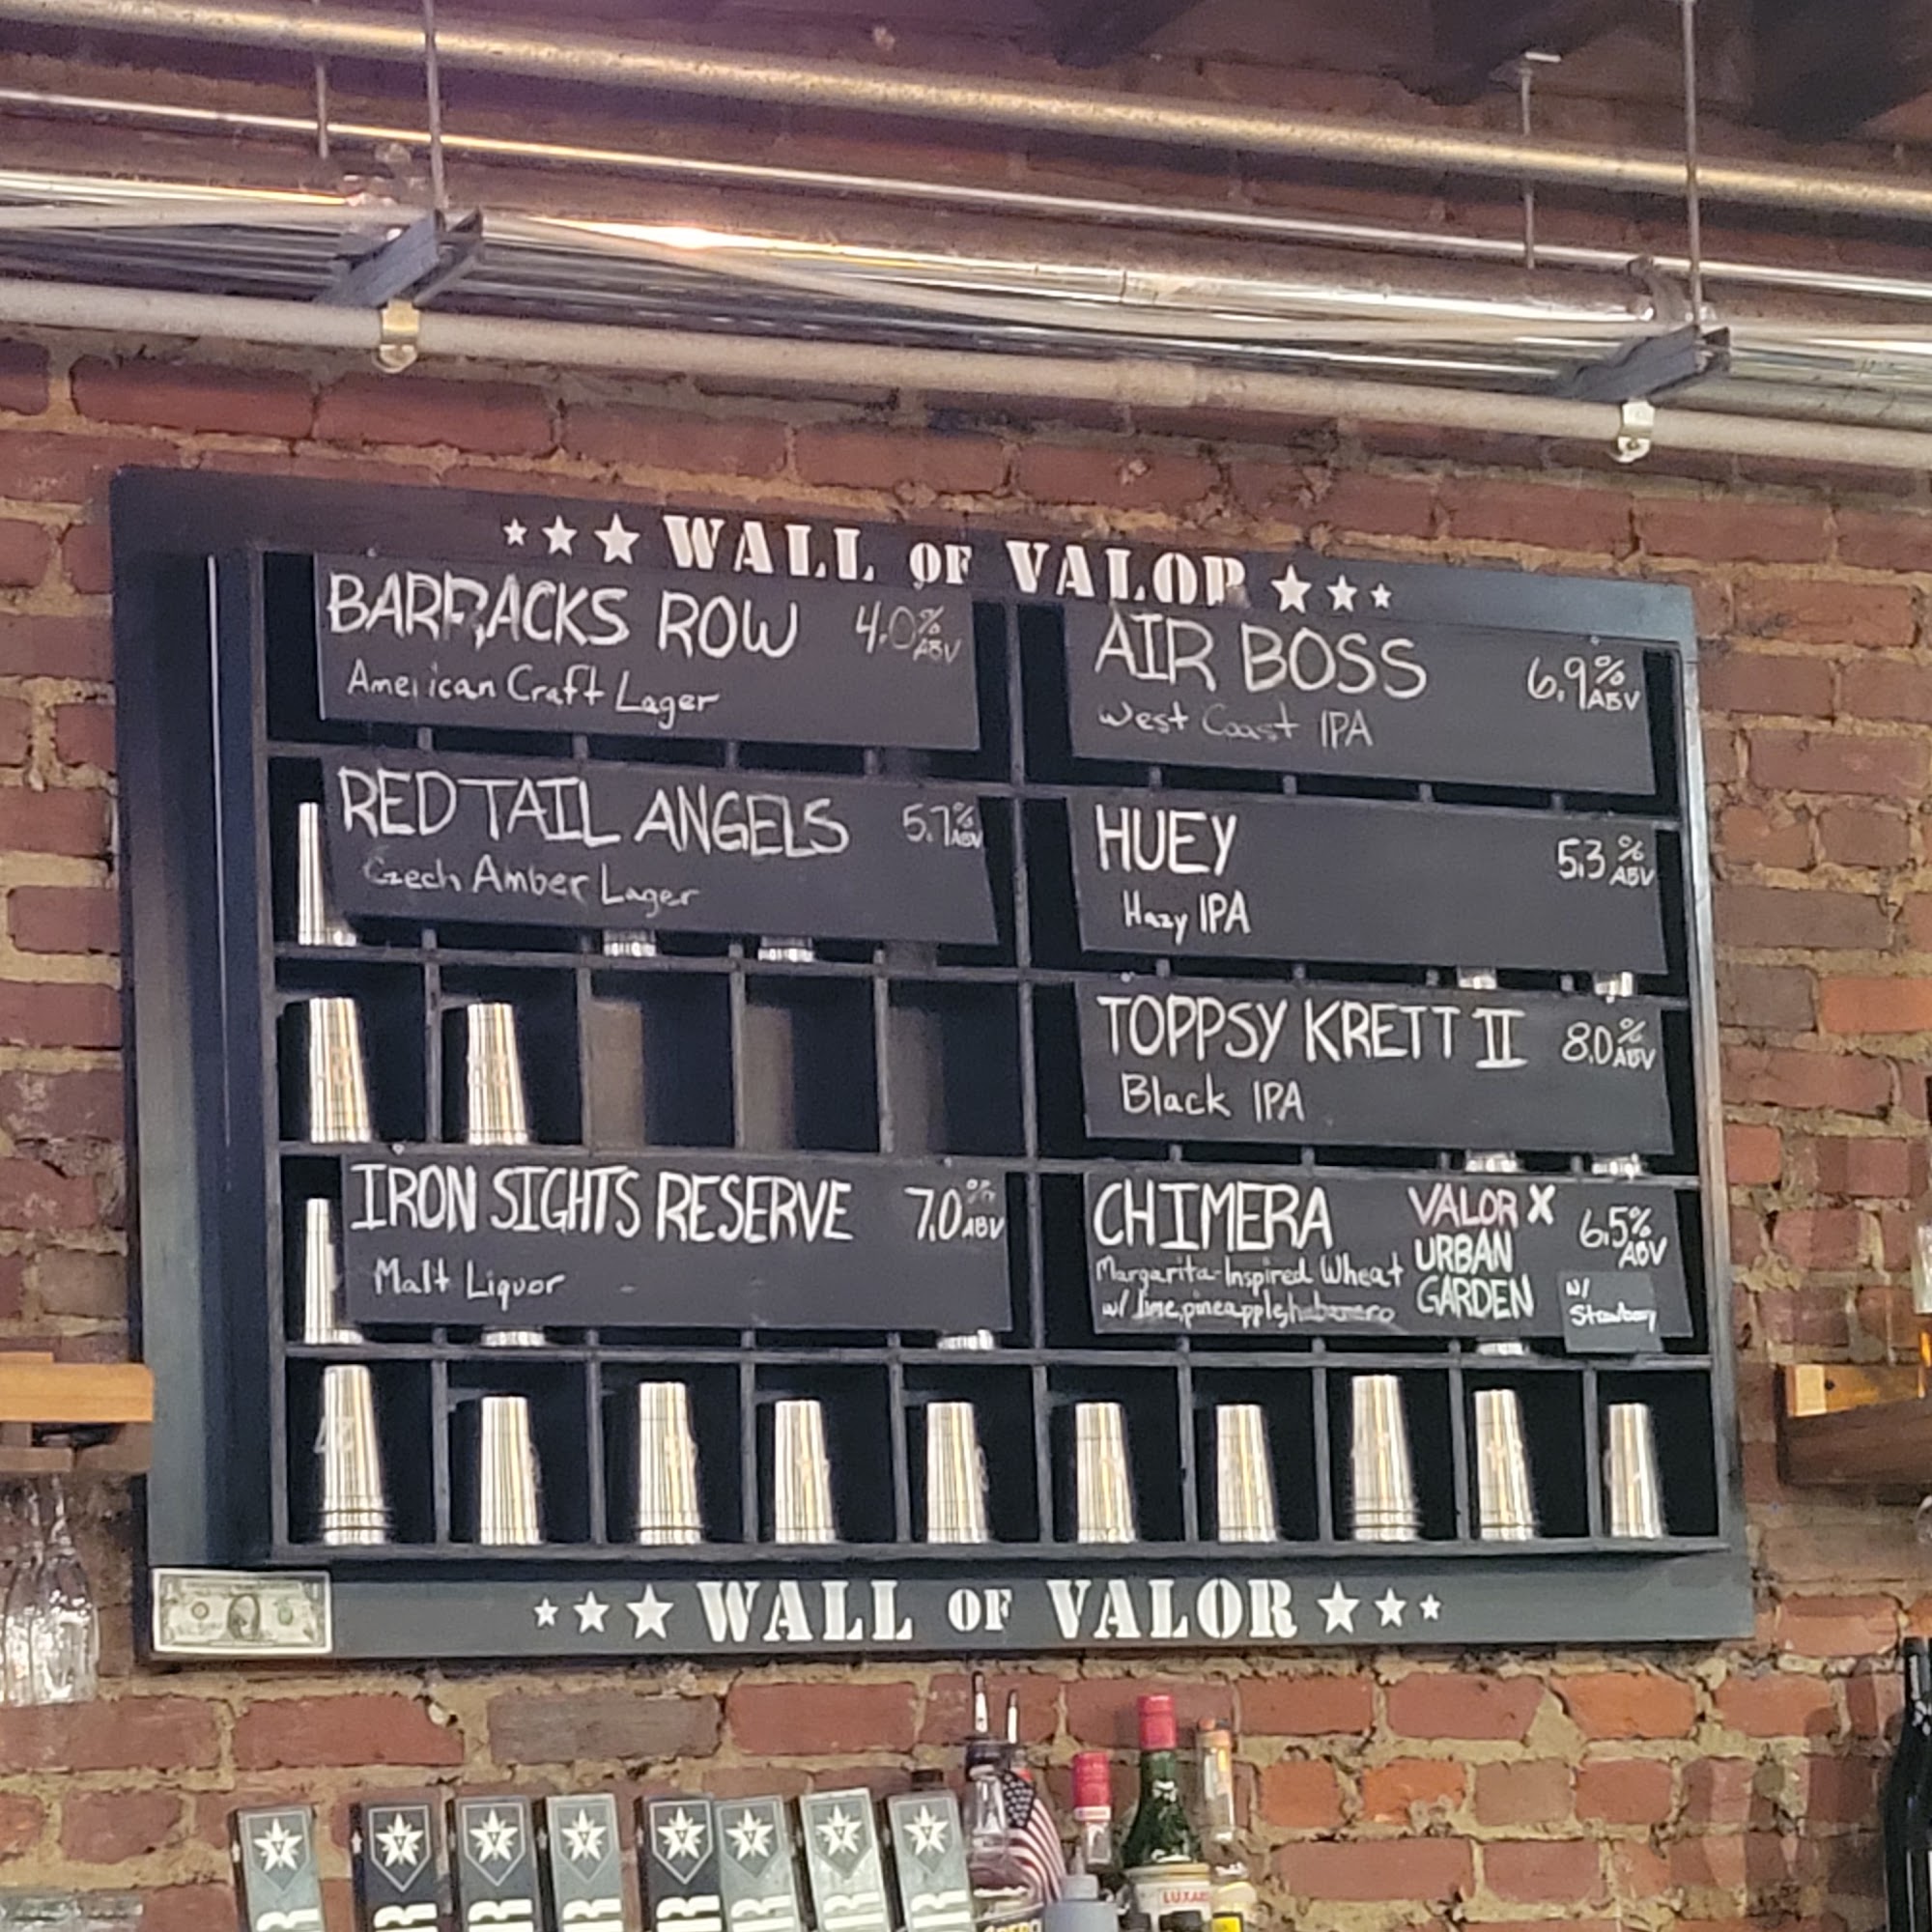 WALL OF VALOR
BARRACKS ROW 4.0% ABV
American Craft Lager
RED TAIL ANGELS 5.7% ABV
Czech Amber Lager
IRON SIGHTS RESERVE 7.0% ABV
Malt Liquor
AIR BOSS 6.9% ABV
West Coast IPA
HUEY 5.3% ABV
Hazy IPA
TOPPSY KRETT II 8.0% ABV
Black IPA
CHIMERA
Margarita-Inspired Wheat
w/ lime, pineapple, habanero
VALOR X
URBAN
GARDEN
6.5% ABV
w/
Strawberry
WALL OF VALOR